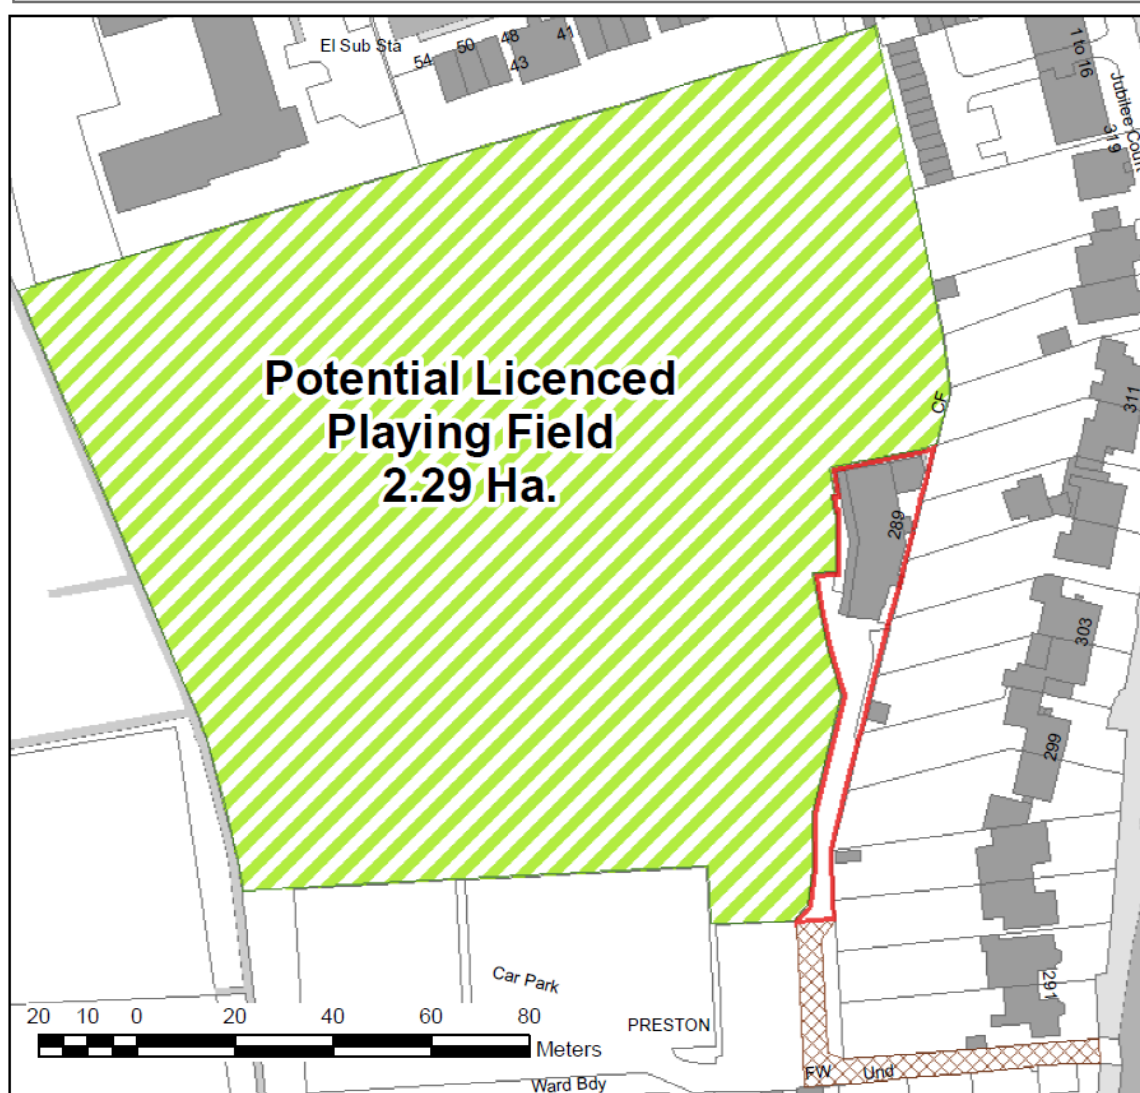 El Sub Sta
54
50
48
43
41
1 to 16
Jubilee Court
319
Potential Licenced
Playing Field
2.29 Ha.
CF
311
289
303
299
291
Car Park
PRESTON
20 10 0 20 40 60 80
Meters
FW
Und
Ward Bdy